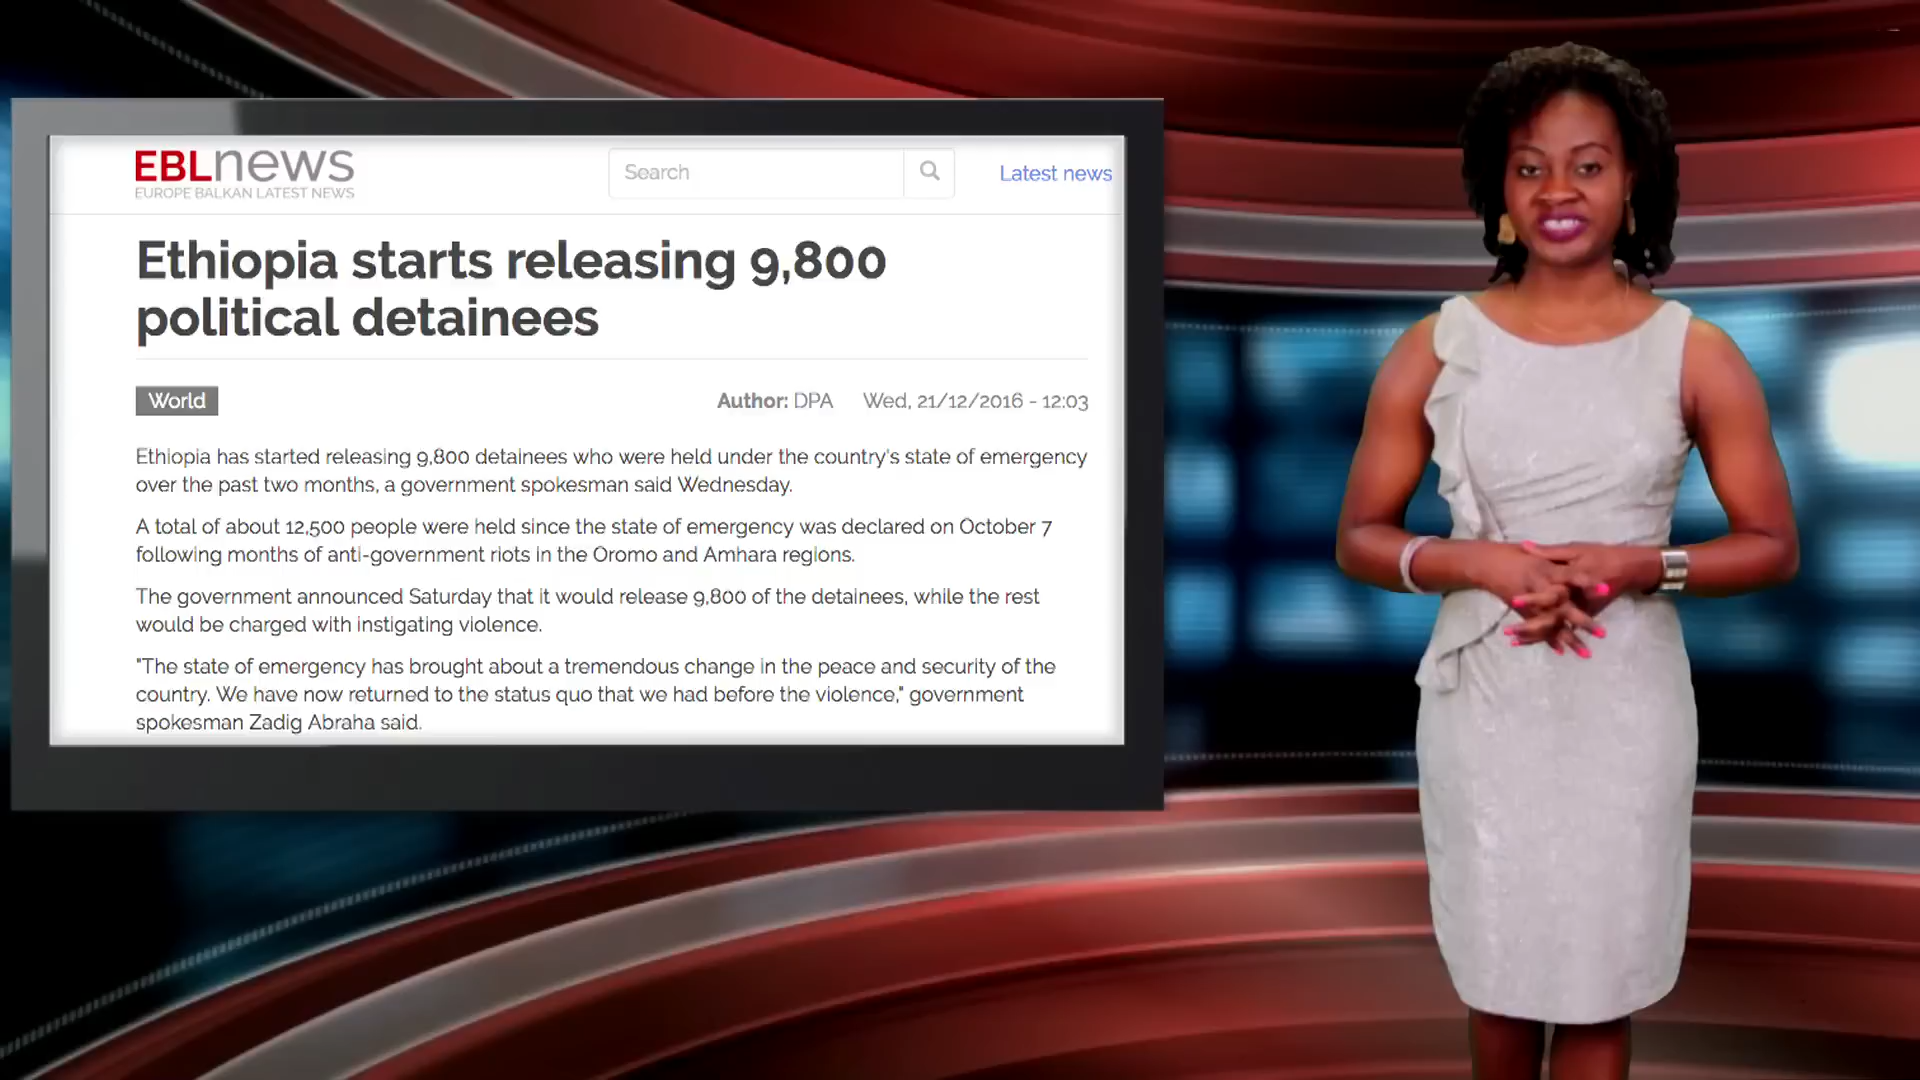 EBLnews
EUROPE BALKAN LATEST NEWS
Search
Latest news
Ethiopia starts releasing 9,800
political detainees
World
Author: DPA Wed, 21/12/2016 - 12:03
Ethiopia has started releasing 9,800 detainees who were held under the country's state of emergency
over the past two months, a government spokesman said Wednesday.
A total of about 12,500 people were held since the state of emergency was declared on October 7
following months of anti-government riots in the Oromo and Amhara regions.
The government announced Saturday that it would release 9,800 of the detainees, while the rest
would be charged with instigating violence.
"The state of emergency has brought about a tremendous change in the peace and security of the
country. We have now returned to the status quo that we had before the violence," government
spokesman Zadig Abraha said.